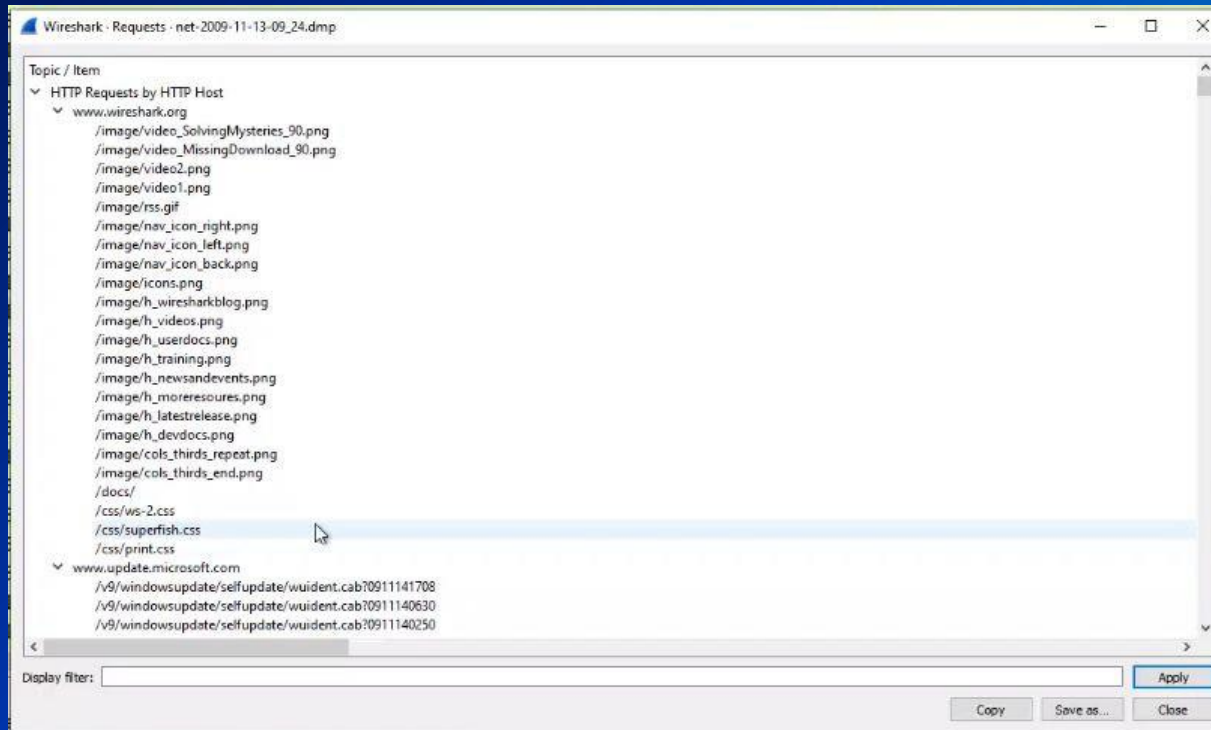 Wireshark · Requests · net-2009-11-13-09_24.dmp
Topic / Item
HTTP Requests by HTTP Host
www.wireshark.org
/image/video_SolvingMysteries_90.png
/image/video_MissingDownload_90.png
/image/video2.png
/image/video1.png
/image/rss.gif
/image/nav_icon_right.png
/image/nav_icon_left.png
/image/nav_icon_back.png
/image/icons.png
/image/h_wiresharkblog.png
/image/h_videos.png
/image/h_userdocs.png
/image/h_training.png
/image/h_newsandevents.png
/image/h_moreresoures.png
/image/h_latestrelease.png
/image/h_devdocs.png
/image/cols_thirds_repeat.png
/image/cols_thirds_end.png
/docs/
/css/ws-2.css
/css/superfish.css
/css/print.css
www.update.microsoft.com
/v9/windowsupdate/selfupdate/wuident.cab?0911141708
/v9/windowsupdate/selfupdate/wuident.cab?0911140630
/v9/windowsupdate/selfupdate/wuident.cab?0911140250
Display filter:
Apply
Copy Save as... Close